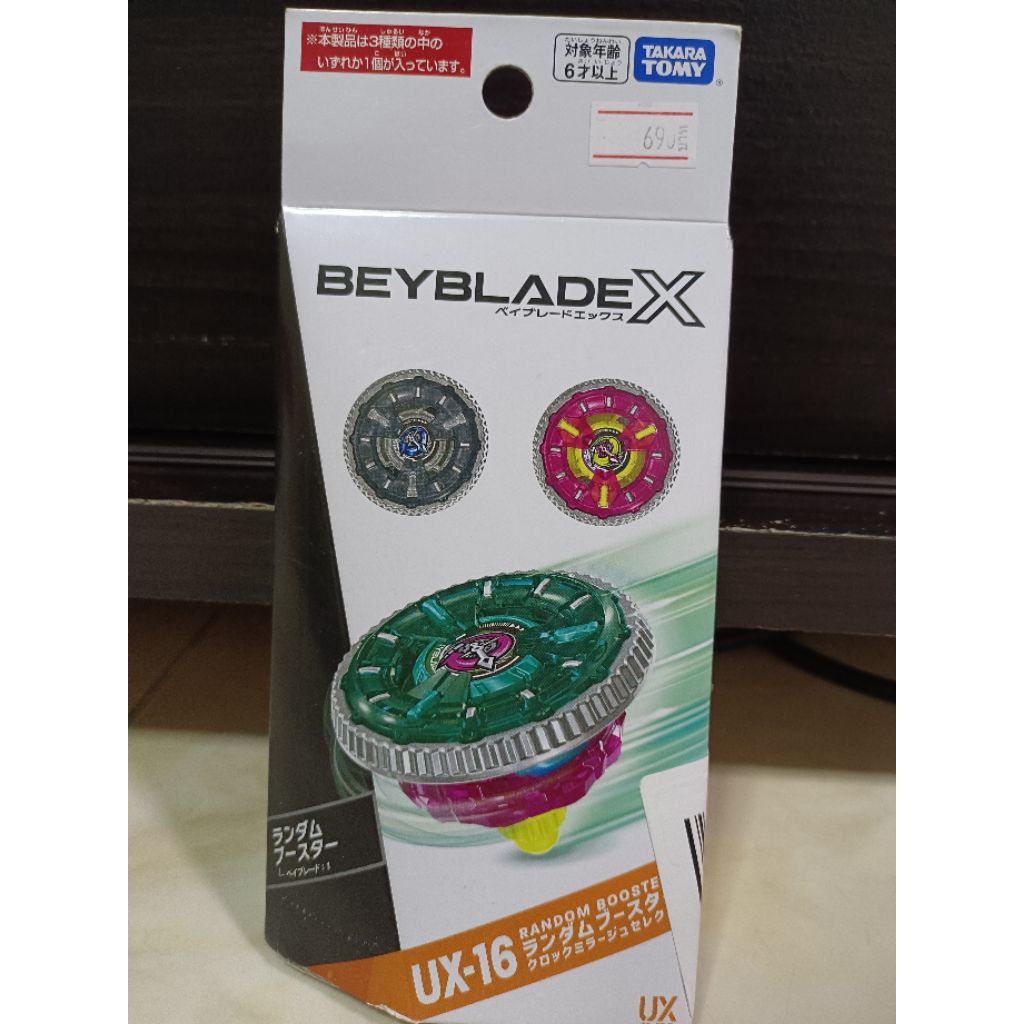 ※本製品は3種類の中の
いずれか1個が入っています。
対象年齢
6才以上
TAKARA
TOMY
690
BEYBLADE X
ベイブレードエックス
ランダム
ブースター
UX-16
RANDOM BOOSTE
ランダムブースタ
クロックミラージュセレク
UX